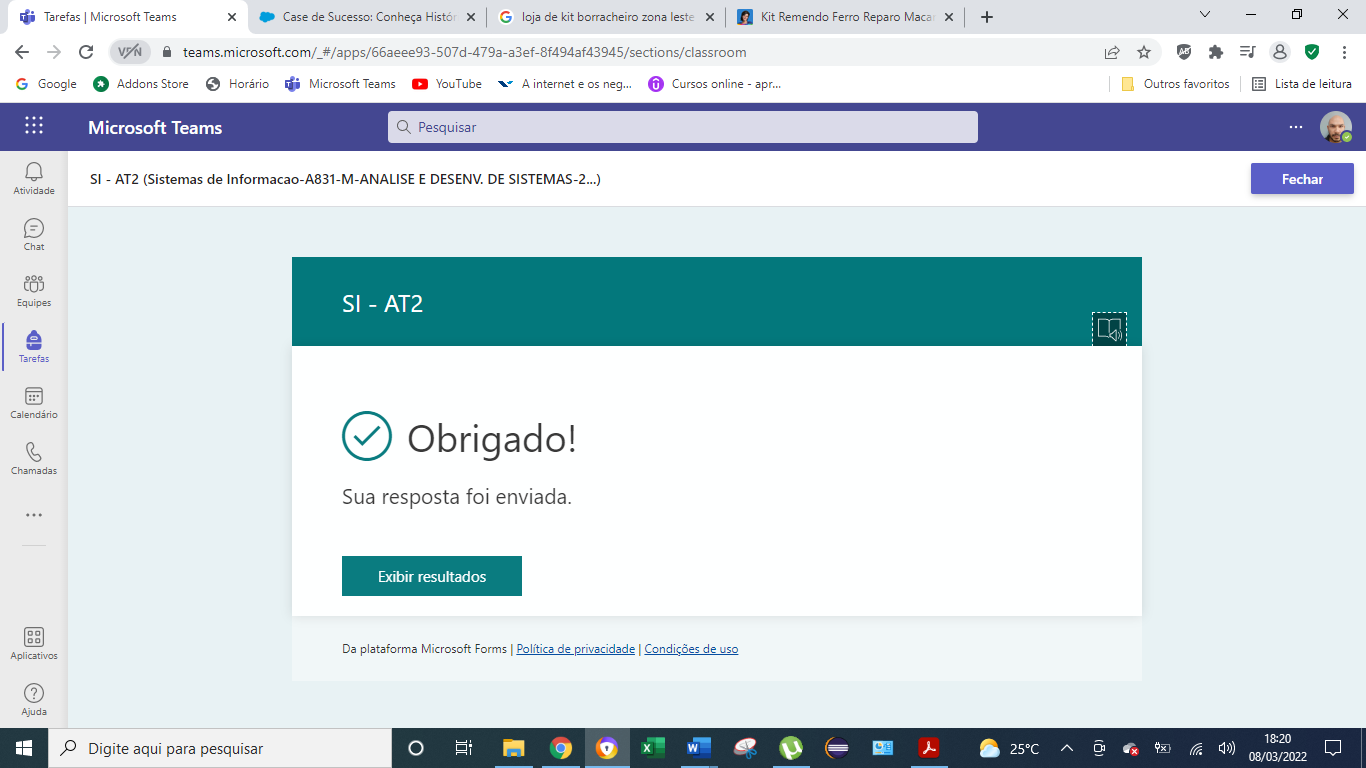 Tarefas | Microsoft Teams
Case de Sucesso: Conheça Histór
loja de kit borracheiro zona leste
Kit Remendo Ferro Reparo Macar
VPN
teams.microsoft.com/_#/apps/66aeee93-507d-479a-a3ef-8f494af43945/sections/classroom
Google
Addons Store
Horário
Microsoft Teams
YouTube
A internet e os neg...
Cursos online - apr...
Outros favoritos
Lista de leitura
Microsoft Teams
Pesquisar
SI - AT2 (Sistemas de Informacao-A831-M-ANALISE E DESENV. DE SISTEMAS-2...)
Fechar
Atividade
Chat
Equipes
Tarefas
Calendário
Chamadas
Aplicativos
Ajuda
SI - AT2
Obrigado!
Sua resposta foi enviada.
Exibir resultados
Da plataforma Microsoft Forms | Política de privacidade | Condições de uso
Digite aqui para pesquisar
25°C
18:20
08/03/2022